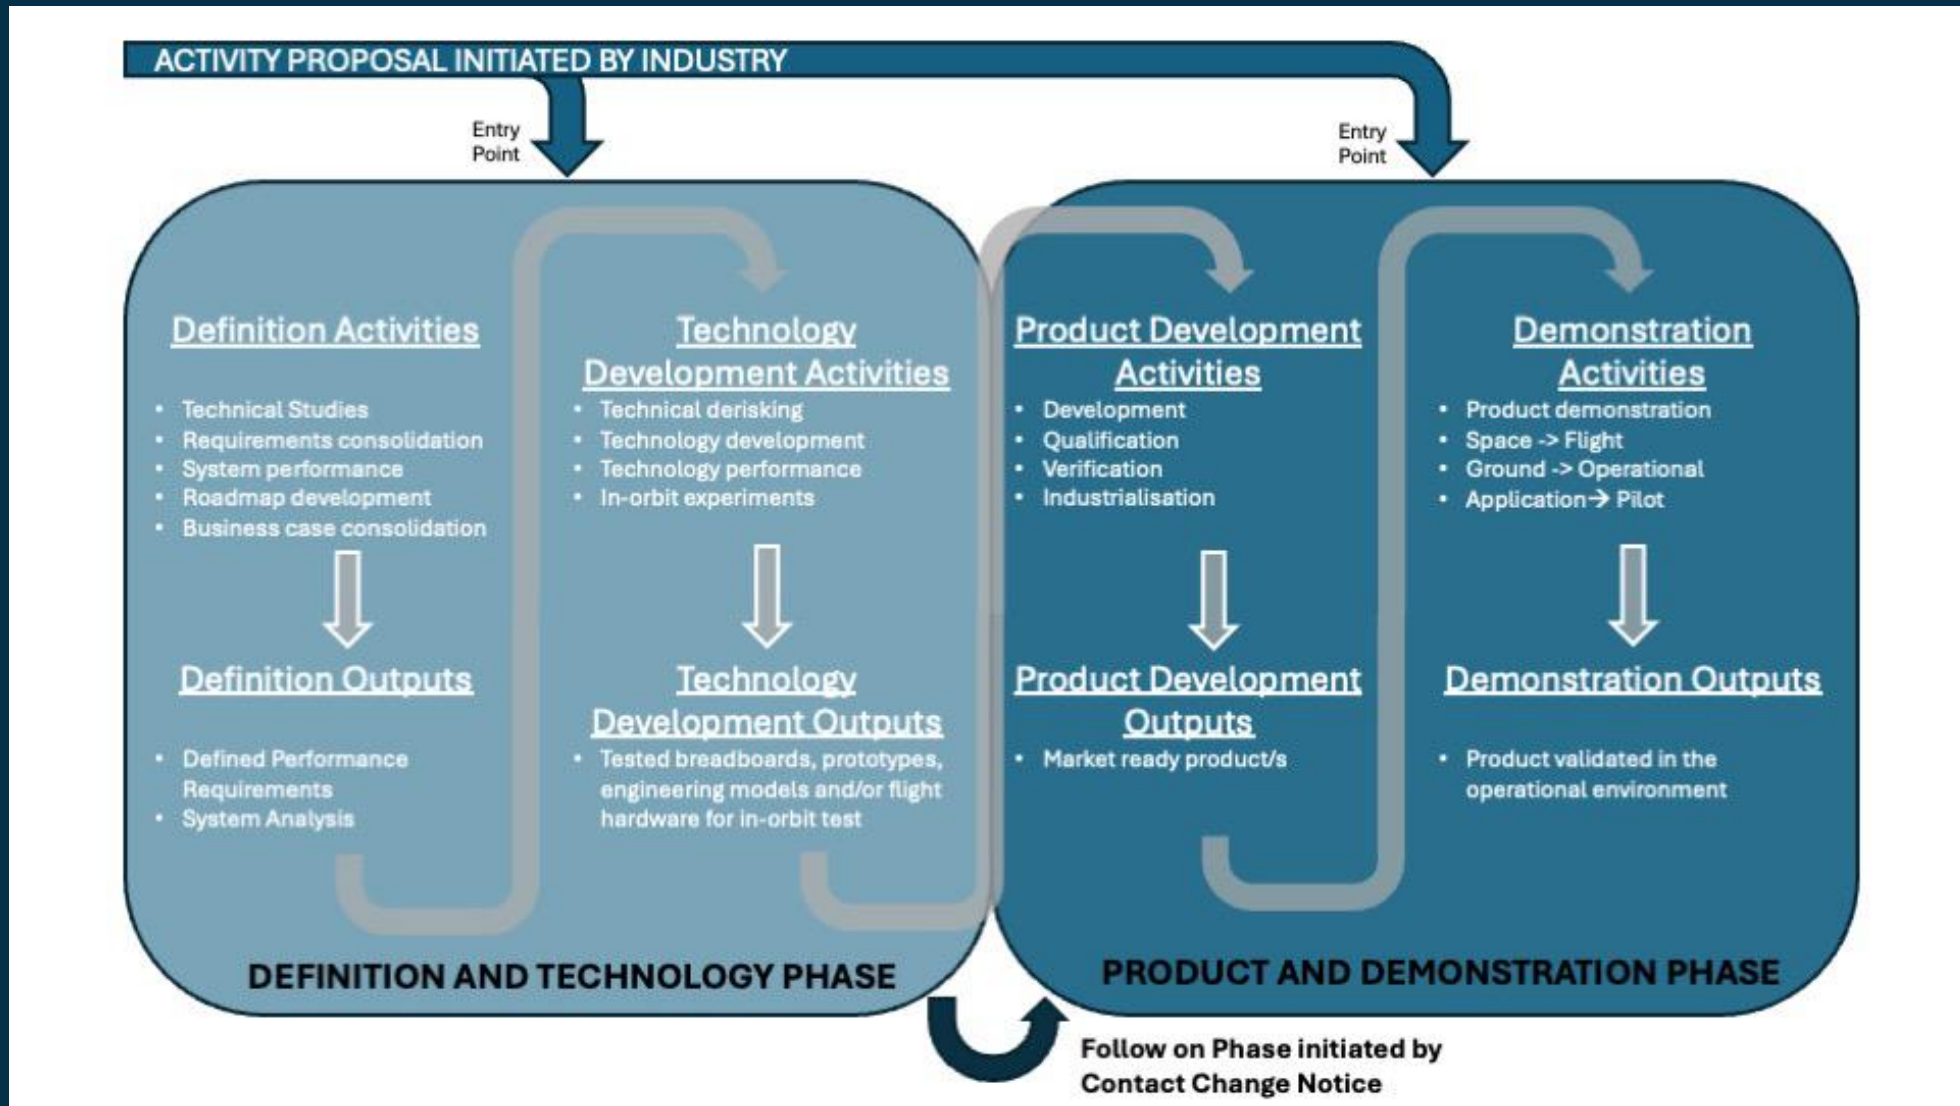 ACTIVITY PROPOSAL INITIATED BY INDUSTRY
Entry
Point
Entry
Point
Definition Activities
• Technical Studies
• Requirements consolidation
• System performance
• Roadmap development
• Business case consolidation
Definition Outputs
• Defined Performance
Requirements
• System Analysis
Technology
Development Activities
• Technical derisking
• Technology development
• Technology performance
• In-orbit experiments
Technology
Development Outputs
• Tested breadboards, prototypes,
engineering models and/or flight
hardware for in-orbit test
DEFINITION AND TECHNOLOGY PHASE
Product Development
Activities
• Development
• Qualification
• Verification
• Industrialisation
Product Development
Outputs
• Market ready product/s
Demonstration
Activities
• Product demonstration
• Space -> Flight
• Ground -> Operational
• Application→ Pilot
Demonstration Outputs
• Product validated in the
operational environment
PRODUCT AND DEMONSTRATION PHASE
Follow on Phase initiated by
Contact Change Notice